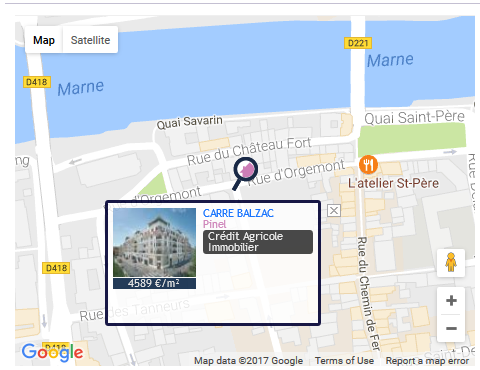 Map Satellite
D221
D418
Marne
Marne
Quai Saint-Père
Quai Savarin
Rue du Château Fort
Rue d'Orgemont
L'atelier St-Père
d'Orgemont
CARRE BALZAC
Pinel
Crédit Agricole
Immobilier
4589 €/m²
D418
Rue du Chemin de Fer
Rue des Tanneurs
D418
+
−
Google
Map data ©2017 Google Terms of Use Report a map error